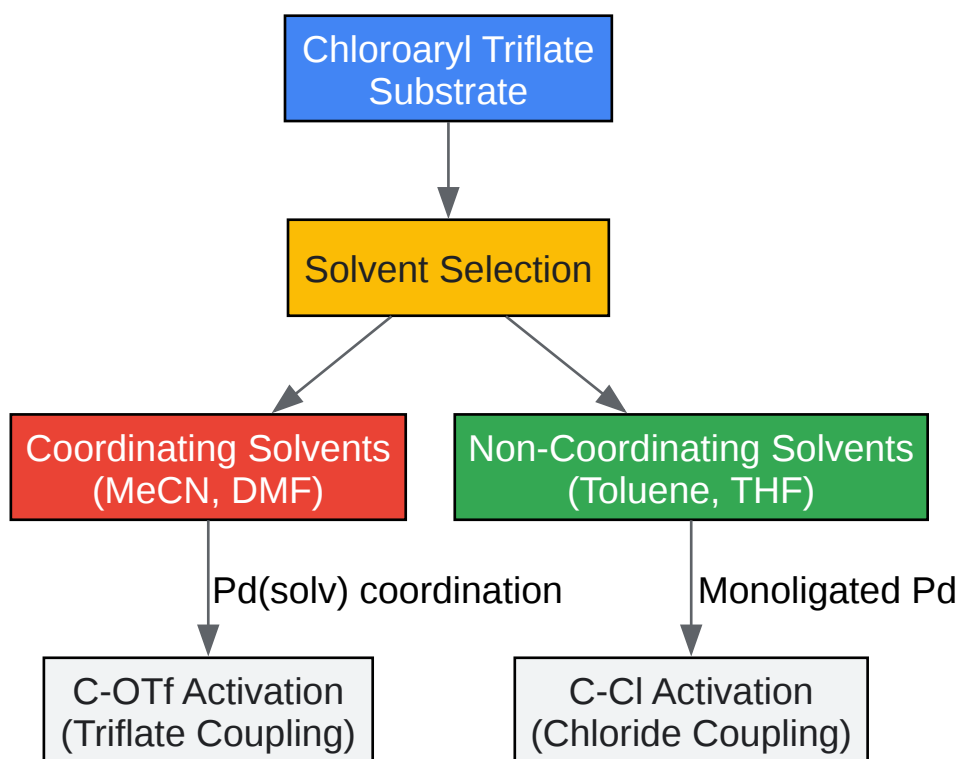 Chloroaryl Triflate
Substrate
Solvent Selection
Coordinating Solvents
(MeCN, DMF)
Non-Coordinating Solvents
(Toluene, THF)
Pd(solv) coordination
Monoligated Pd
C-OTf Activation
(Triflate Coupling)
C-Cl Activation
(Chloride Coupling)